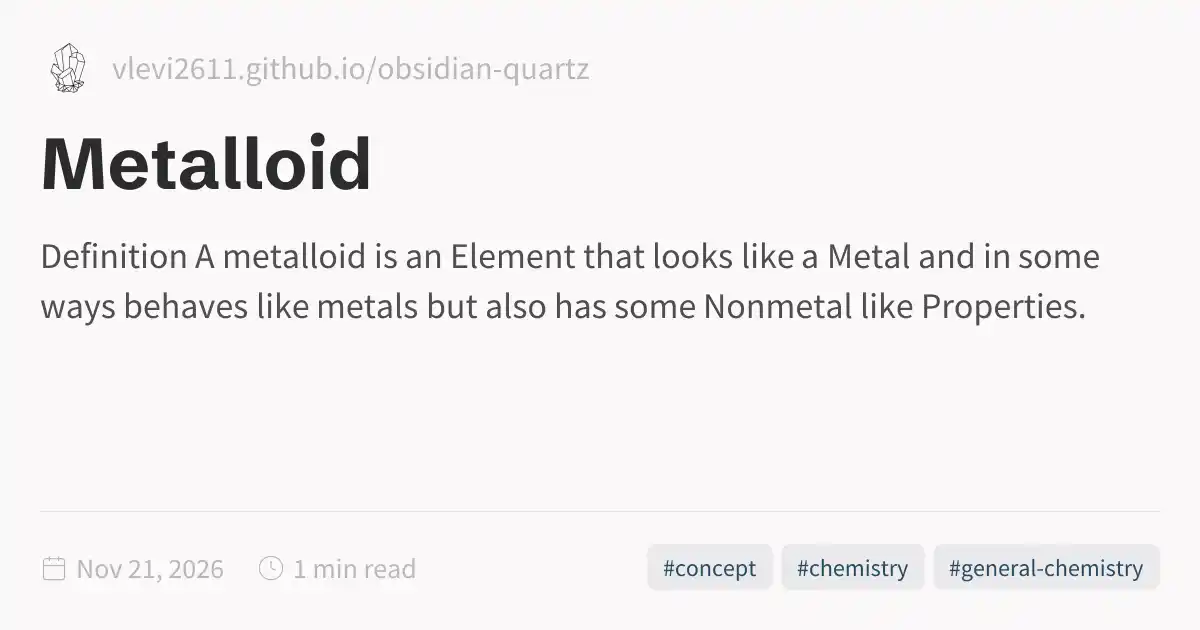 vlevi2611.github.io/obsidian-quartz
Metalloid
Definition A metalloid is an Element that looks like a Metal and in some
ways behaves like metals but also has some Nonmetal like Properties.
Nov 21, 2026 1 min read #concept #chemistry #general-chemistry